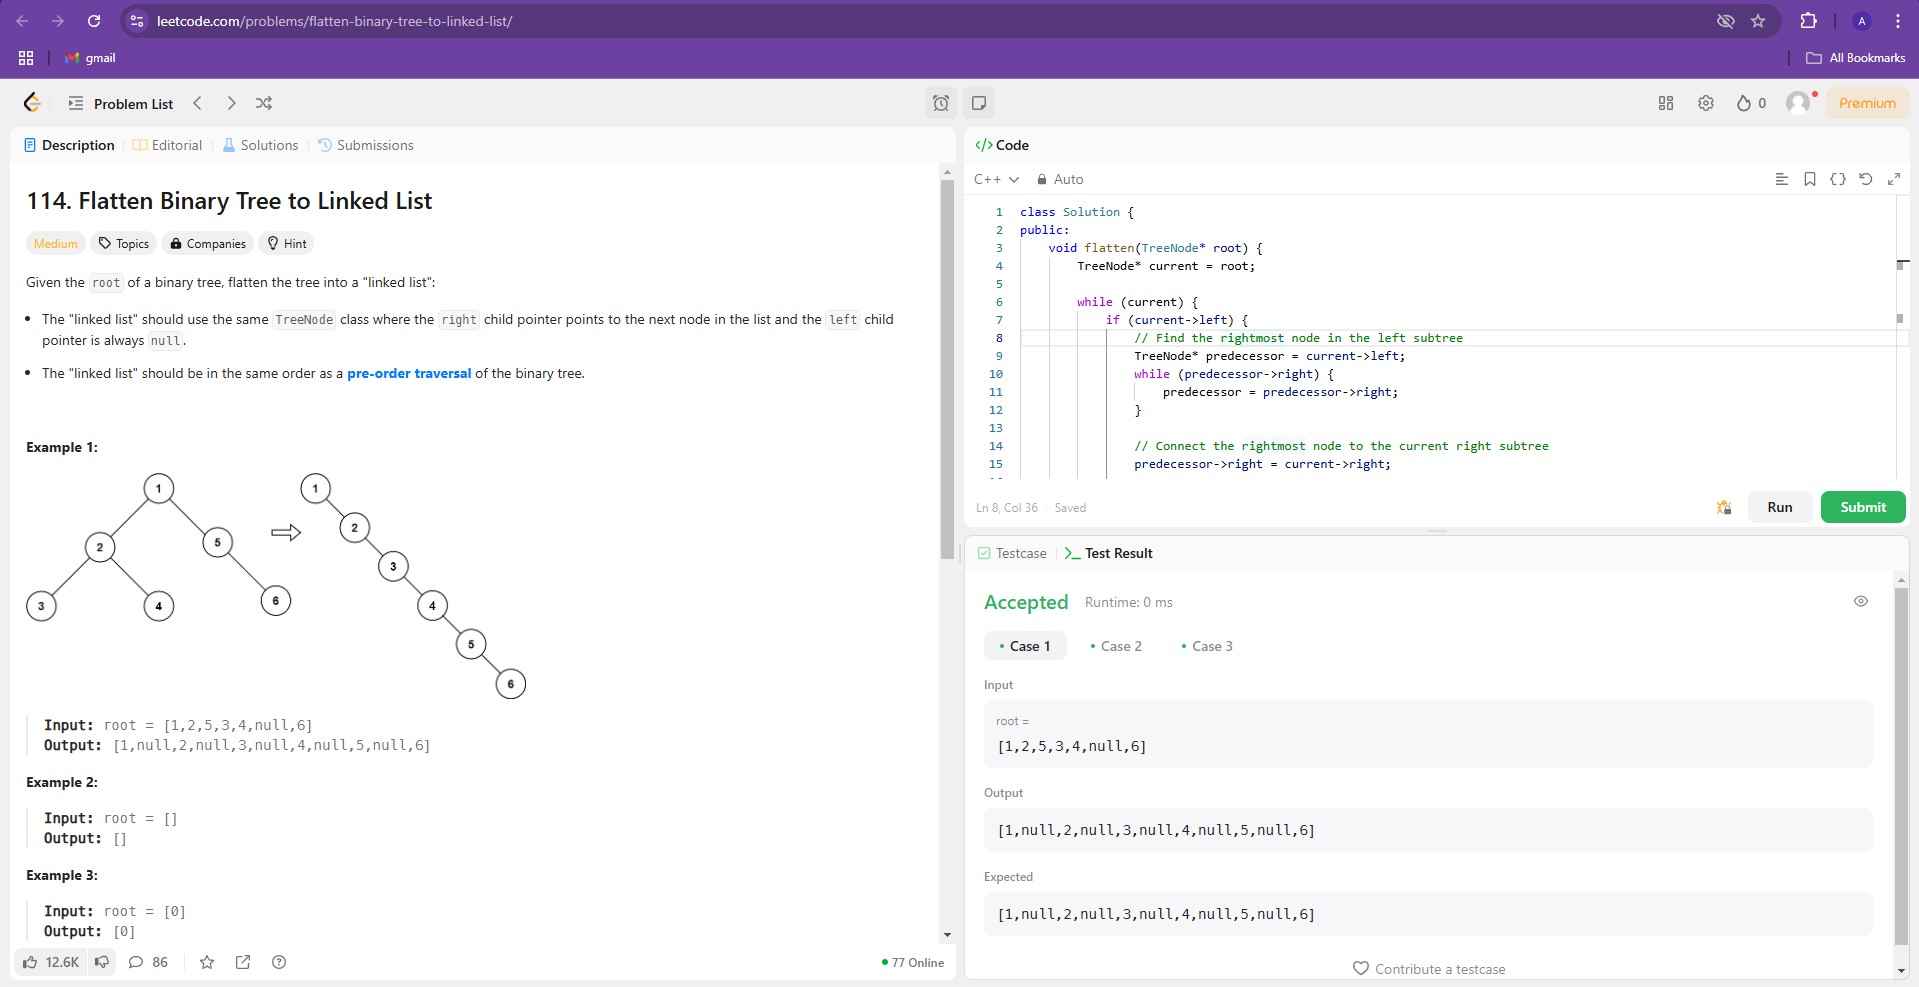 leetcode.com/problems/flatten-binary-tree-to-linked-list/
A
gmail
All Bookmarks
Problem List
0
Premium
Description
Editorial
Solutions
Submissions
114. Flatten Binary Tree to Linked List
Medium
Topics
Companies
Hint
Given the root of a binary tree, flatten the tree into a "linked list":
• The "linked list" should use the same TreeNode class where the right child pointer points to the next node in the list and the left child
pointer is always null.
• The "linked list" should be in the same order as a pre-order traversal of the binary tree.
Example 1:
1
2
5
3
4
6
1
2
3
4
5
6
Input: root = [1,2,5,3,4,null,6]
Output: [1,null,2,null,3,null,4,null,5,null,6]
Example 2:
Input: root = []
Output: []
Example 3:
Input: root = [0]
Output: [0]
12.6K
86
77 Online
</> Code
C++
Auto
1 class Solution {
2 public:
3 void flatten(TreeNode* root) {
4 TreeNode* current = root;
5
6 while (current) {
7 if (current->left) {
8 // Find the rightmost node in the left subtree
9 TreeNode* predecessor = current->left;
10 while (predecessor->right) {
11 predecessor = predecessor->right;
12 }
13
14 // Connect the rightmost node to the current right subtree
15 predecessor->right = current->right;
Ln 8, Col 36
Saved
Run
Submit
Testcase
Test Result
Accepted
Runtime: 0 ms
• Case 1
• Case 2
• Case 3
Input
root =
[1,2,5,3,4,null,6]
Output
[1,null,2,null,3,null,4,null,5,null,6]
Expected
[1,null,2,null,3,null,4,null,5,null,6]
Contribute a testcase